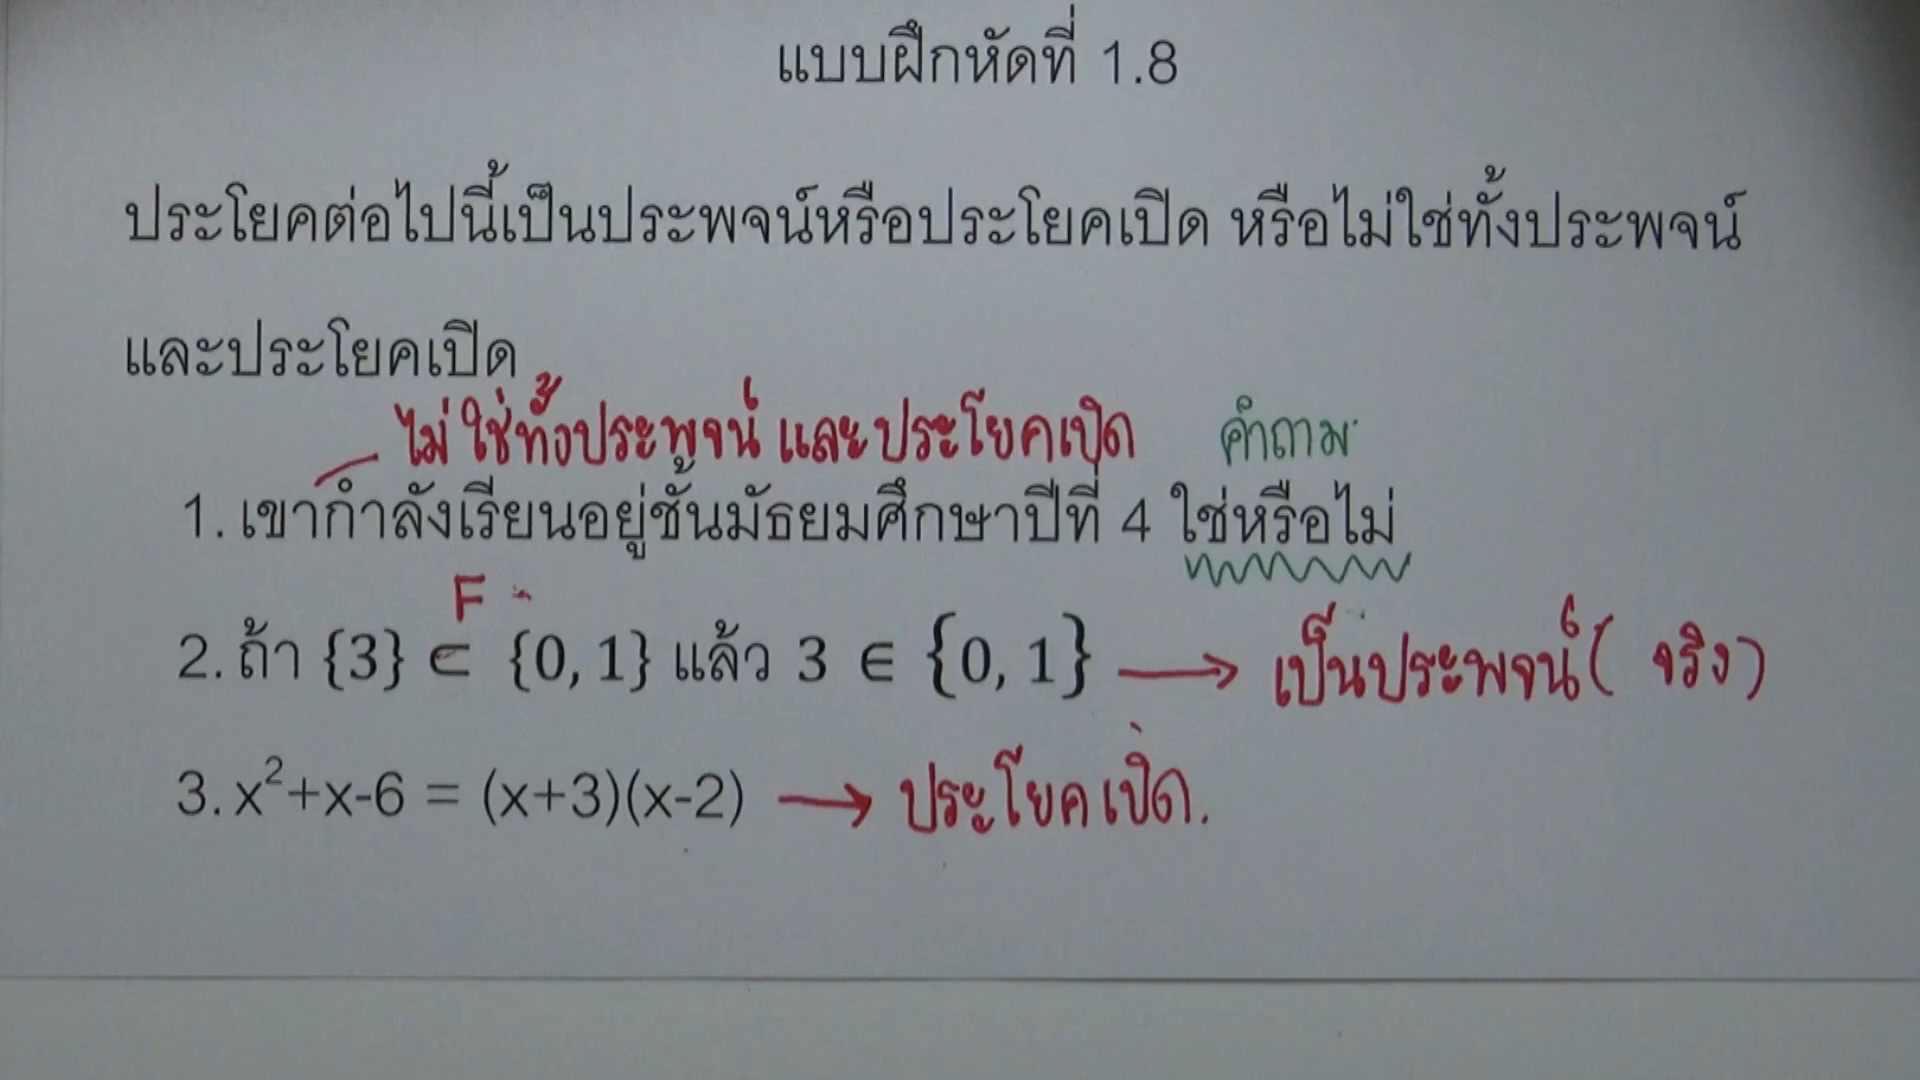 แบบฝึกหัดที่ 1.8
ประโยคต่อไปนี้เป็นประพจน์หรือประโยคเปิด หรือไม่ใช่ทั้งประพจน์
และประโยคเปิด
ไม่ใช่ทั้งประพจน์ และประโยคเปิด คำถาม
1. เขากำลังเรียนอยู่ชั้นมัธยมศึกษาปีที่ 4 ใช่หรือไม่
F
2. ถ้า {3} ⊂ {0, 1} แล้ว 3 ∈ {0, 1} → เป็นประพจน์ ( จริง )
3. x²+x-6 = (x+3)(x-2) → ประโยคเปิด.